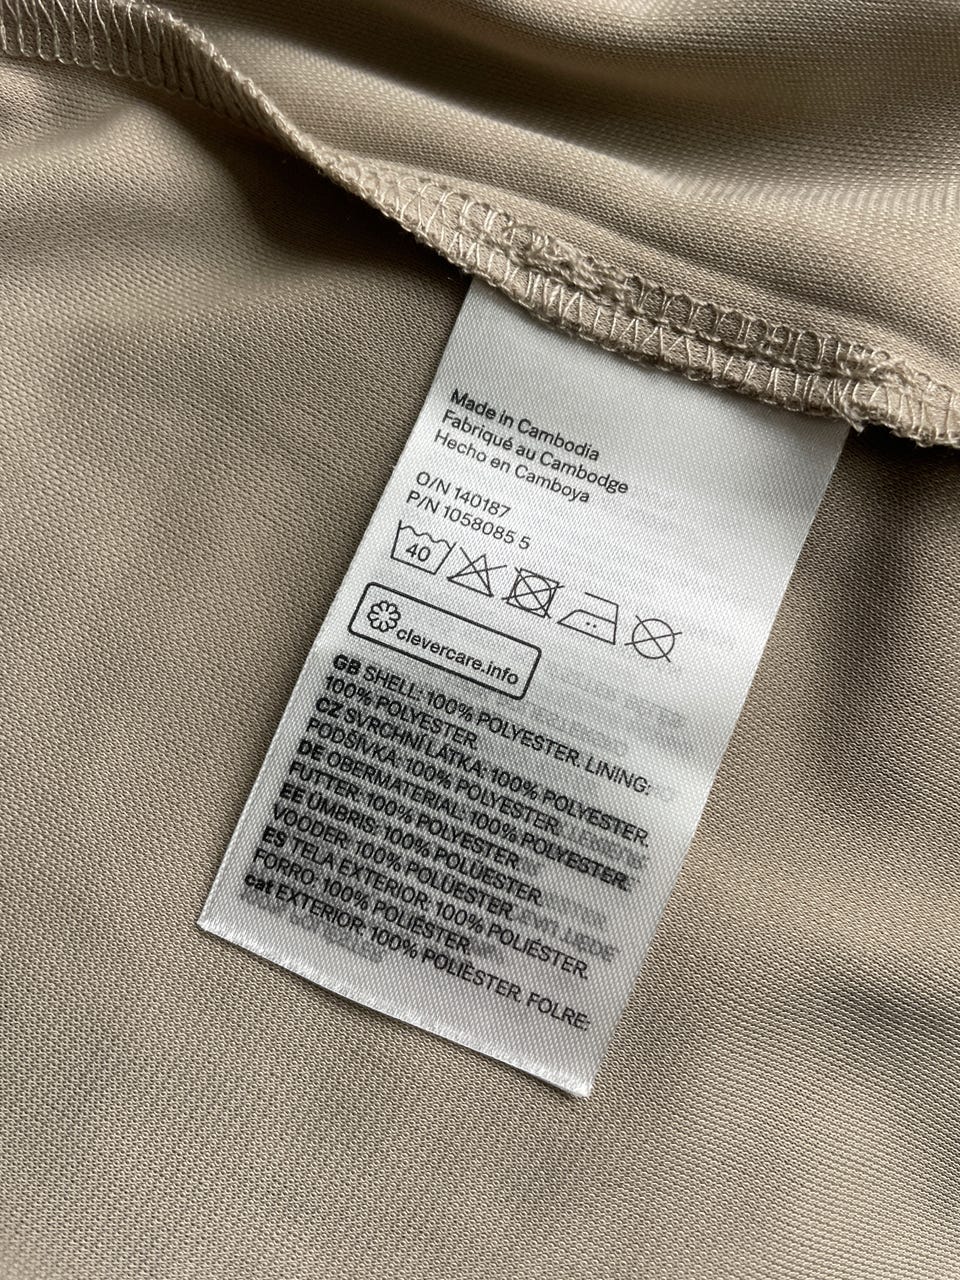 Made in Cambodia
Fabriqué au Cambodge
Hecho en Camboya
O/N 140187
P/N 1058085 5
40
clevercare.info
GB SHELL: 100% POLYESTER. LINING:
100% POLYESTER.
CZ SVRCHNÍ LÁTKA: 100% POLYESTER.
PODŠÍVKA: 100% POLYESTER.
DE OBERMATERIAL: 100% POLYESTER.
FUTTER: 100% POLYESTER.
EE ÜMBRIS: 100% POLÜESTER.
VOODER: 100% POLÜESTER.
ES TELA EXTERIOR: 100% POLIÉSTER.
FORRO: 100% POLIÉSTER.
cat EXTERIOR: 100% POLIÈSTER. FOLRE: